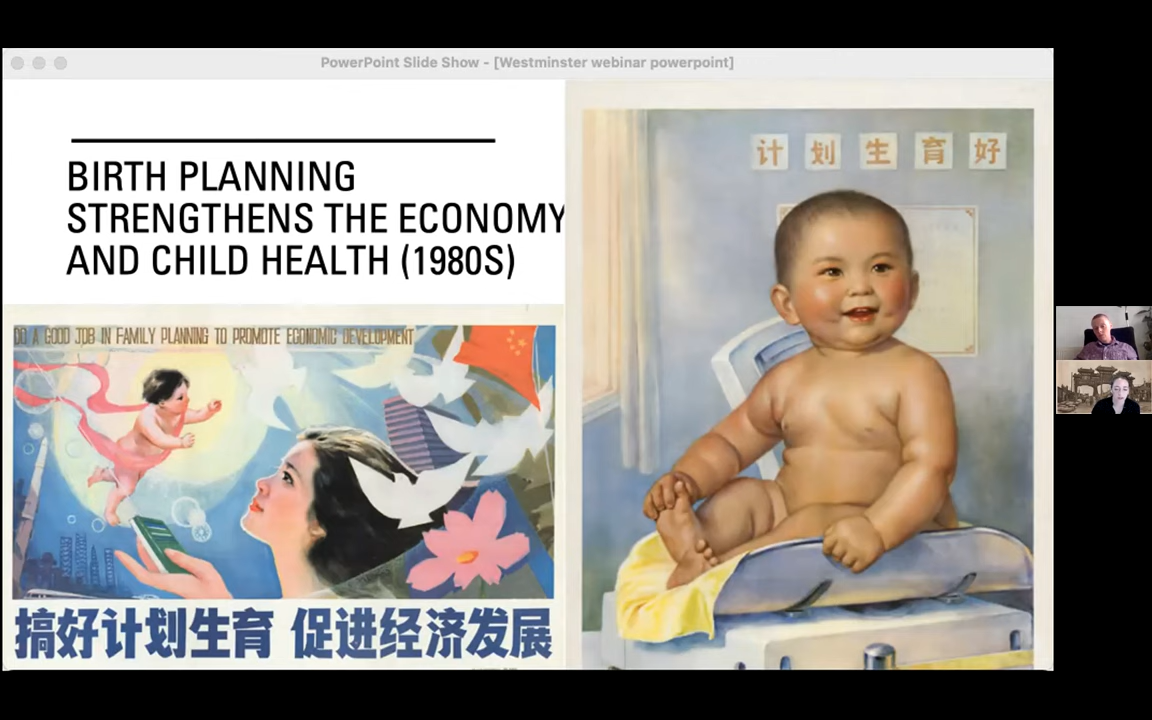 PowerPoint Slide Show - [Westminster webinar powerpoint]
BIRTH PLANNING
STRENGTHENS THE ECONOMY
AND CHILD HEALTH (1980S)
DO A GOOD JOB IN FAMILY PLANNING TO PROMOTE ECONOMIC DEVELOPMENT
搞好计划生育 促进经济发展
计划生育好